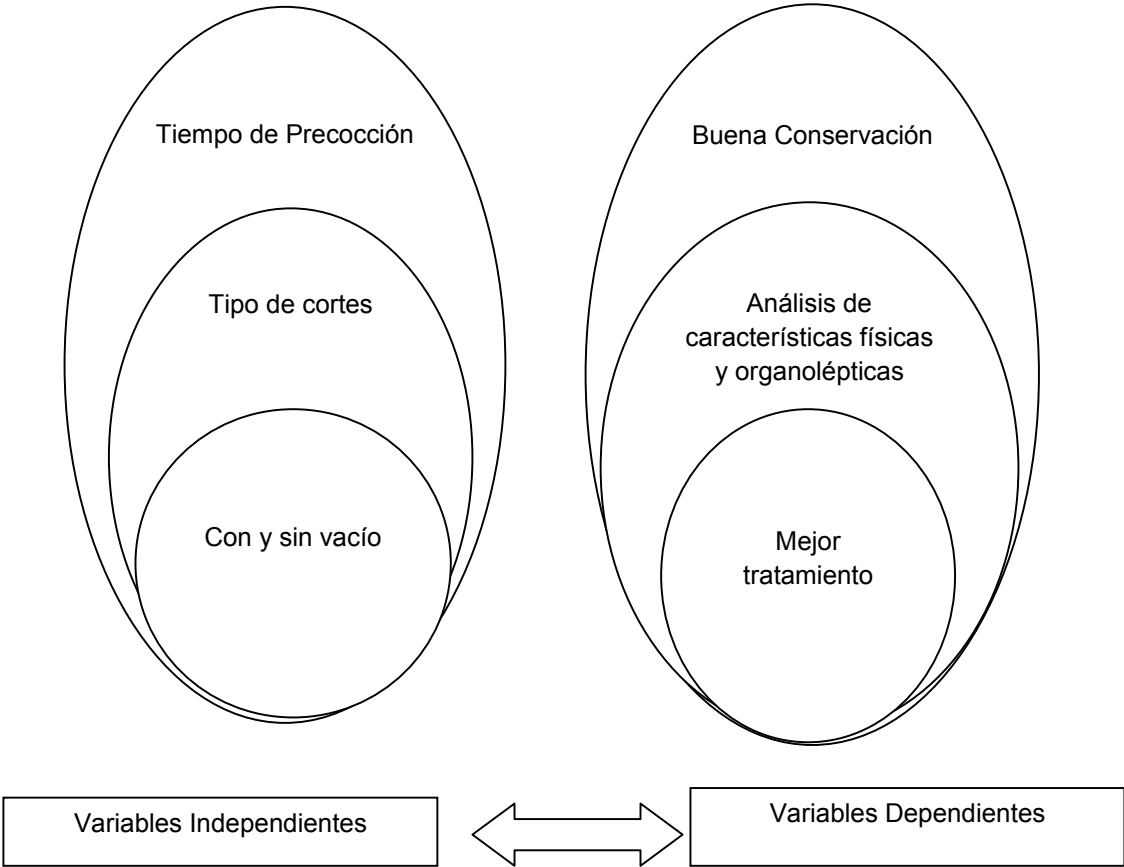 Tiempo de Precocción
Tipo de cortes
Con y sin vacío
Buena Conservación
Análisis de
características físicas
y organolépticas
Mejor
tratamiento
Variables Independientes
Variables Dependientes